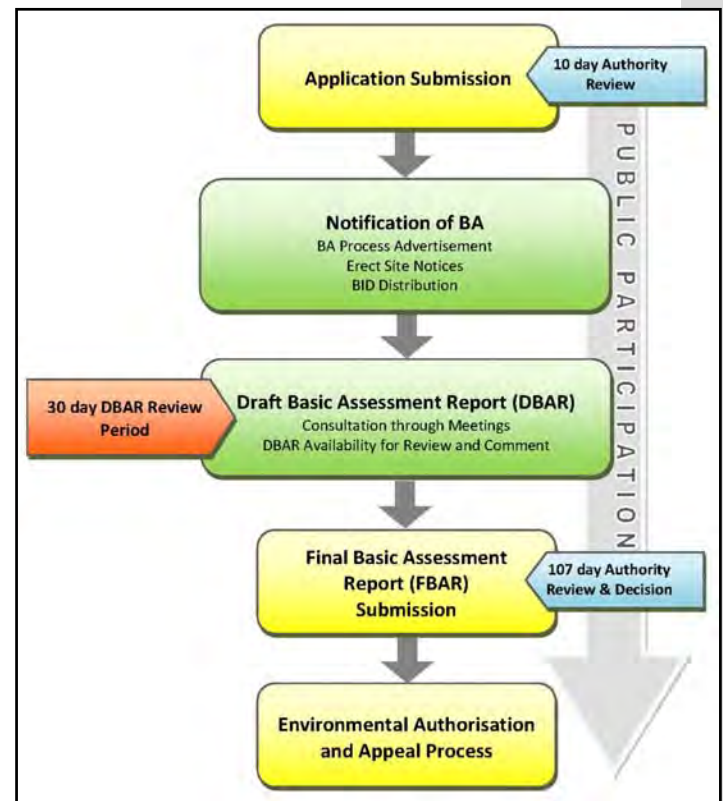 Application Submission
10 day Authority
Review
Notification of BA
BA Process Advertisement
Erect Site Notices
BID Distribution
30 day DBAR Review
Period
Draft Basic Assessment Report (DBAR)
Consultation through Meetings
DBAR Availability for Review and Comment
Final Basic Assessment
Report (FBAR)
Submission
107 day Authority
Review & Decision
Environmental Authorisation
and Appeal Process
PUBLIC PARTICIPATION